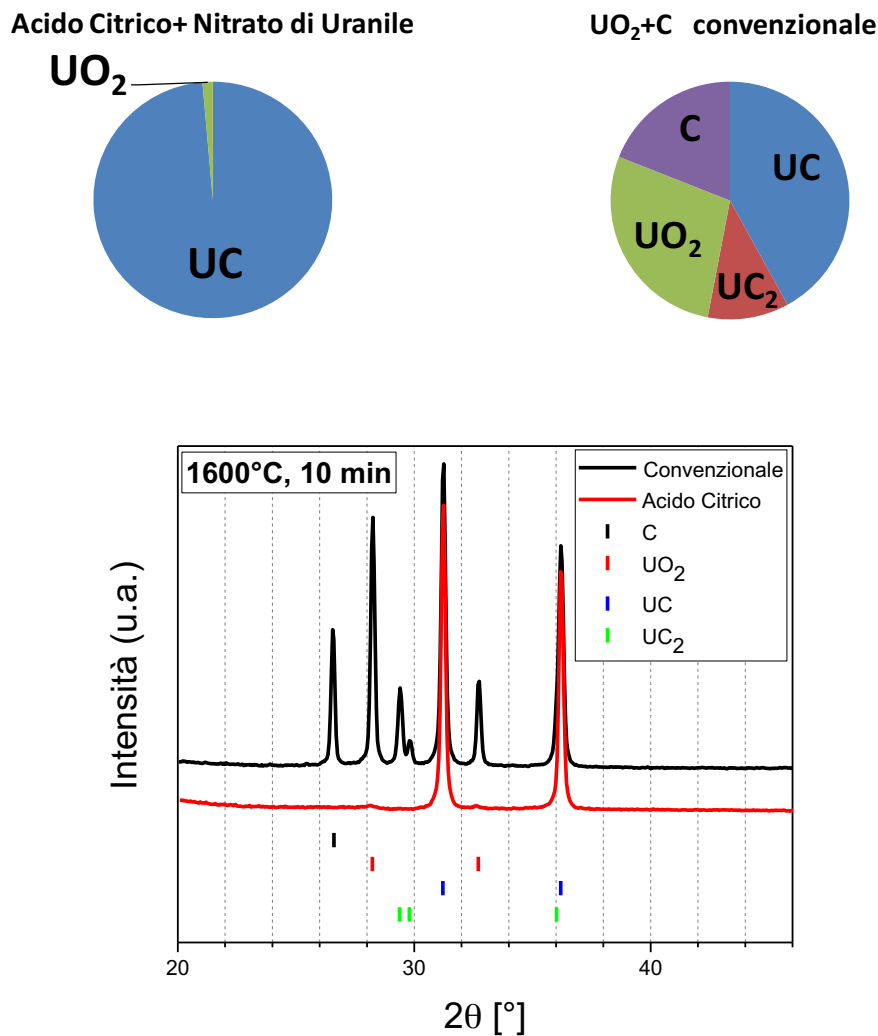 Acido Citrico+ Nitrato di Uranile
UO₂
UC
UO₂+C convenzionale
C
UC
UO₂
UC₂
1600°C, 10 min
Convenzionale
Acido Citrico
C
UO₂
UC
UC₂
Intensità (u.a.)
20 30 40
2θ [°]